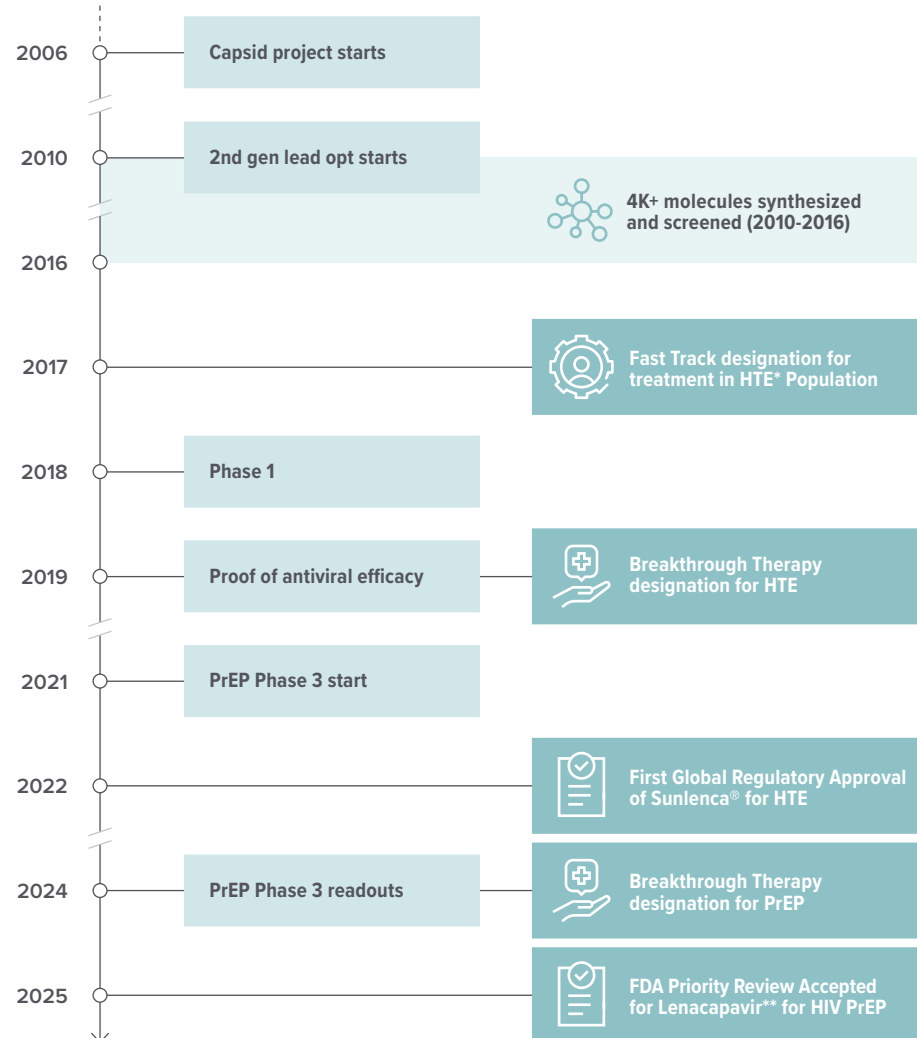 2006
Capsid project starts
2010
2nd gen lead opt starts
4K+ molecules synthesized
and screened (2010-2016)
2016
2017
Fast Track designation for
treatment in HTE* Population
2018
Phase 1
2019
Proof of antiviral efficacy
Breakthrough Therapy
designation for HTE
2021
PrEP Phase 3 start
2022
First Global Regulatory Approval
of Sunlenca® for HTE
2024
PrEP Phase 3 readouts
Breakthrough Therapy
designation for PrEP
2025
FDA Priority Review Accepted
for Lenacapavir** for HIV PrEP